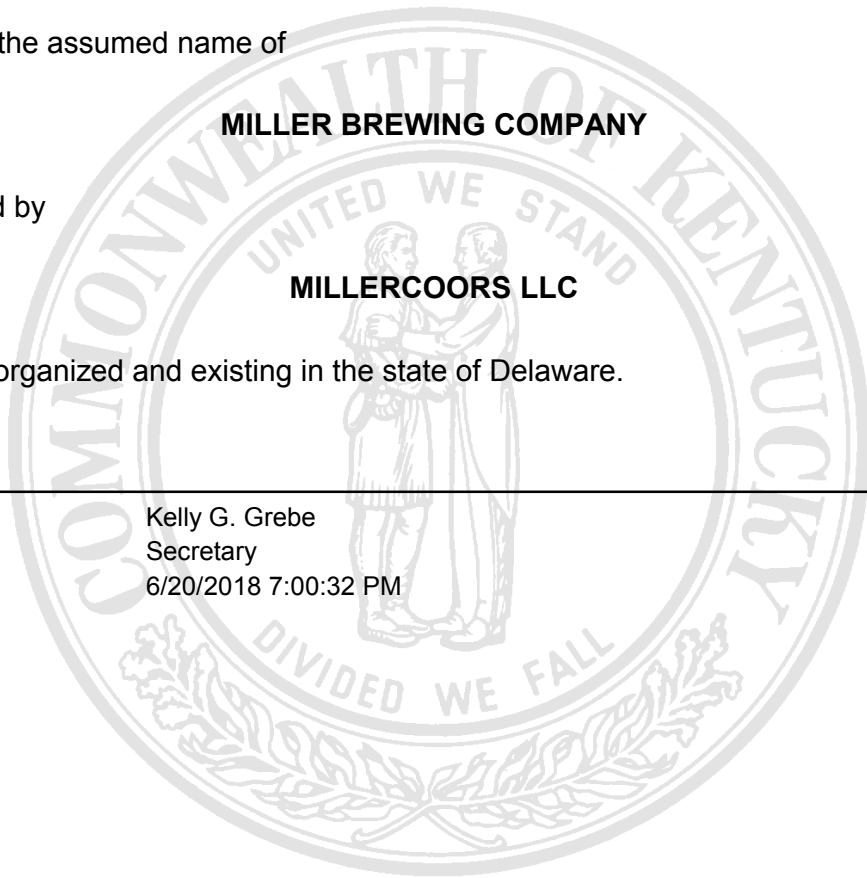 the assumed name of
MILLER BREWING COMPANY
d by
MILLERCOORS LLC
organized and existing in the state of Delaware.
Kelly G. Grebe
Secretary
6/20/2018 7:00:32 PM
COMMONWEALTH OF KENTUCKY
UNITED WE STAND
DIVIDED WE FALL